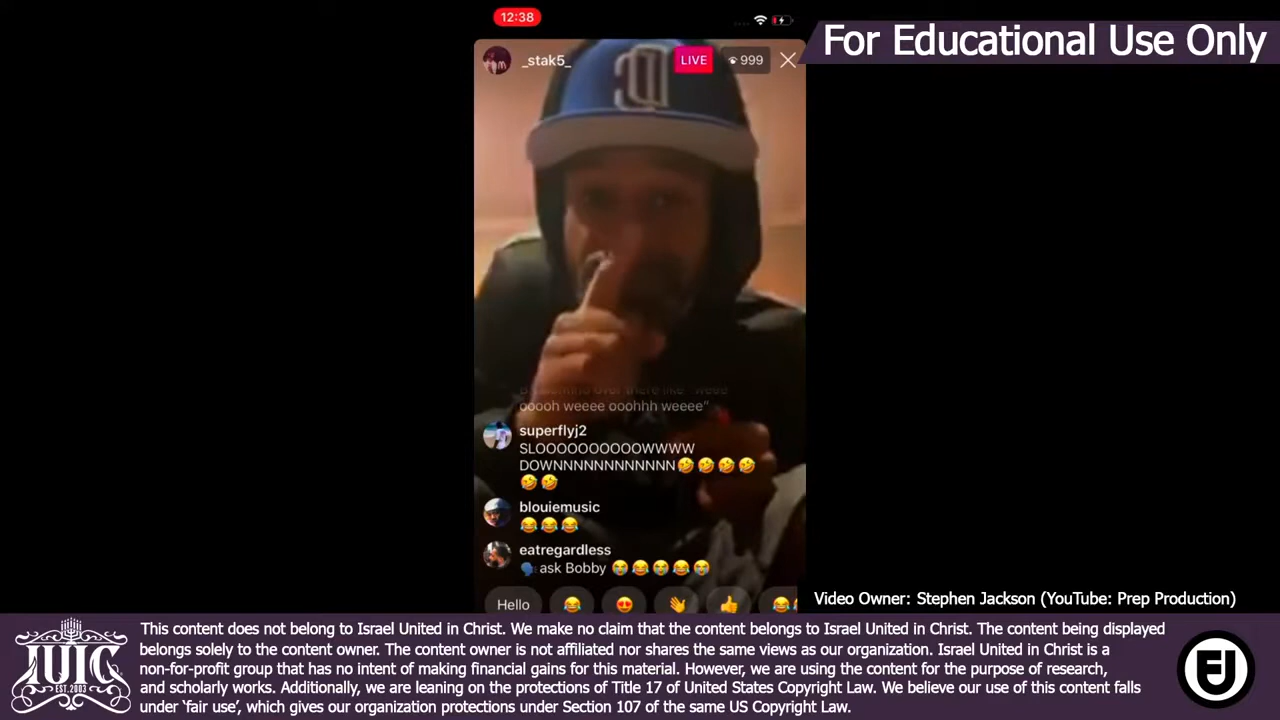 12:38
For Educational Use Only
_stak5_
LIVE
999
over there like "weee
ooooh weeee ooohhh weeee"
superflyj2
SLOOOOOOOOOOWWWW
DOWNNNNNNNNNNNN🤣🤣🤣🤣
🤣🤣
blouiemusic
😂😂😂
eatregardless
🗣ask Bobby 😭😂😭😂😭
Hello
Video Owner: Stephen Jackson (YouTube: Prep Production)
This content does not belong to Israel United in Christ. We make no claim that the content belongs to Israel United in Christ. The content being displayed
belongs solely to the content owner. The content owner is not affiliated nor shares the same views as our organization. Israel United in Christ is a
non-for-profit group that has no intent of making financial gains for this material. However, we are using the content for the purpose of research,
and scholarly works. Additionally, we are leaning on the protections of Title 17 of United States Copyright Law. We believe our use of this content falls
under 'fair use', which gives our organization protections under Section 107 of the same US Copyright Law.
IUIC
EST. 2003